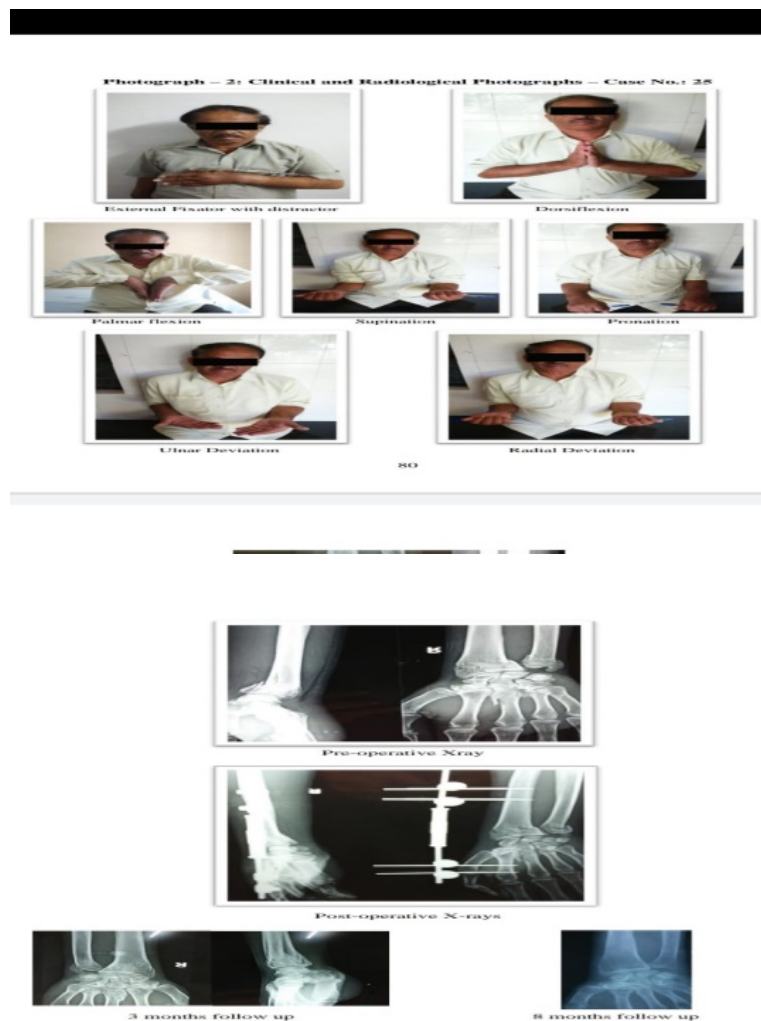 Photograph – 2: Clinical and Radiological Photographs – Case No.: 25
External Fixator with distractor
Dorsiflexion
Palmar flexion
Supination
Pronation
Ulnar Deviation
Radial Deviation
80
R
Pre-operative Xray
Post-operative X-rays
R
3 months follow up
8 months follow up